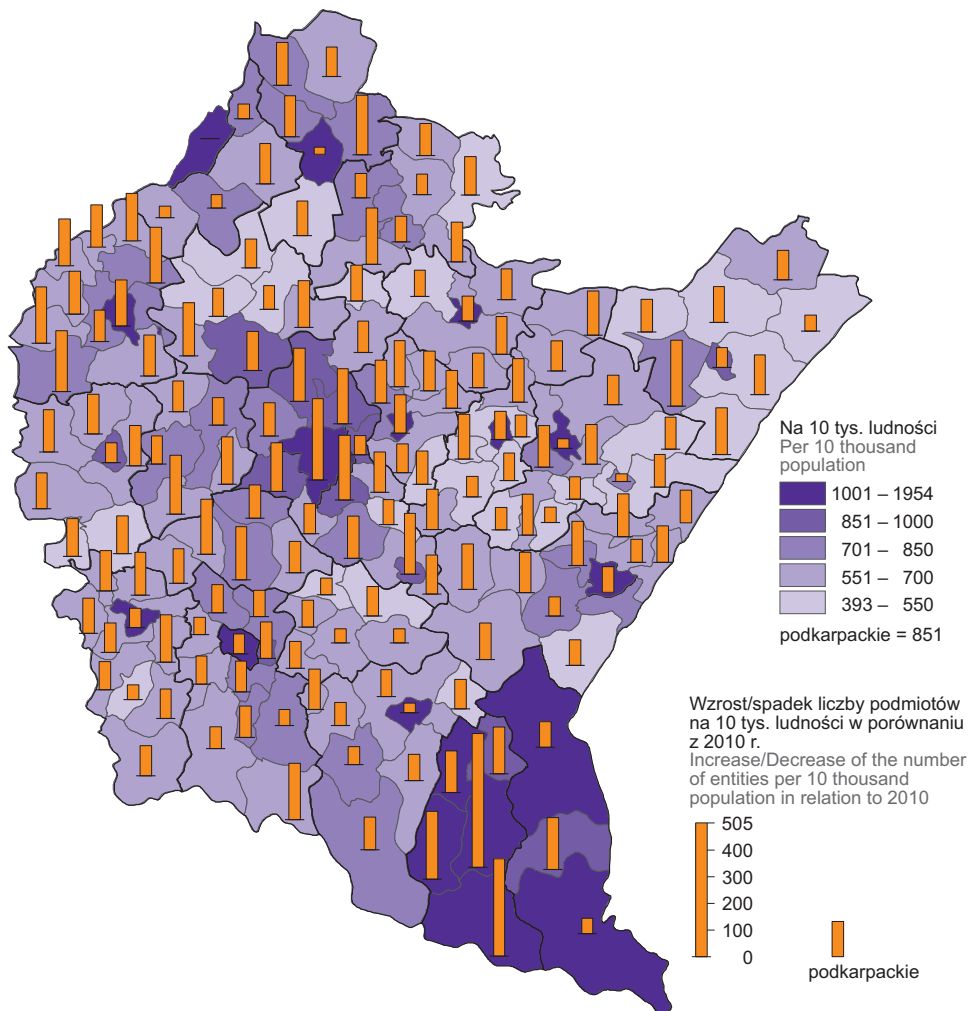 Na 10 tys. ludności
Per 10 thousand
population
1001 – 1954
851 – 1000
701 – 850
551 – 700
393 – 550
podkarpackie = 851
Wzrost/spadek liczby podmiotów
na 10 tys. ludności w porównaniu
z 2010 r.
Increase/Decrease of the number
of entities per 10 thousand
population in relation to 2010
505
400
300
200
100
0
podkarpackie